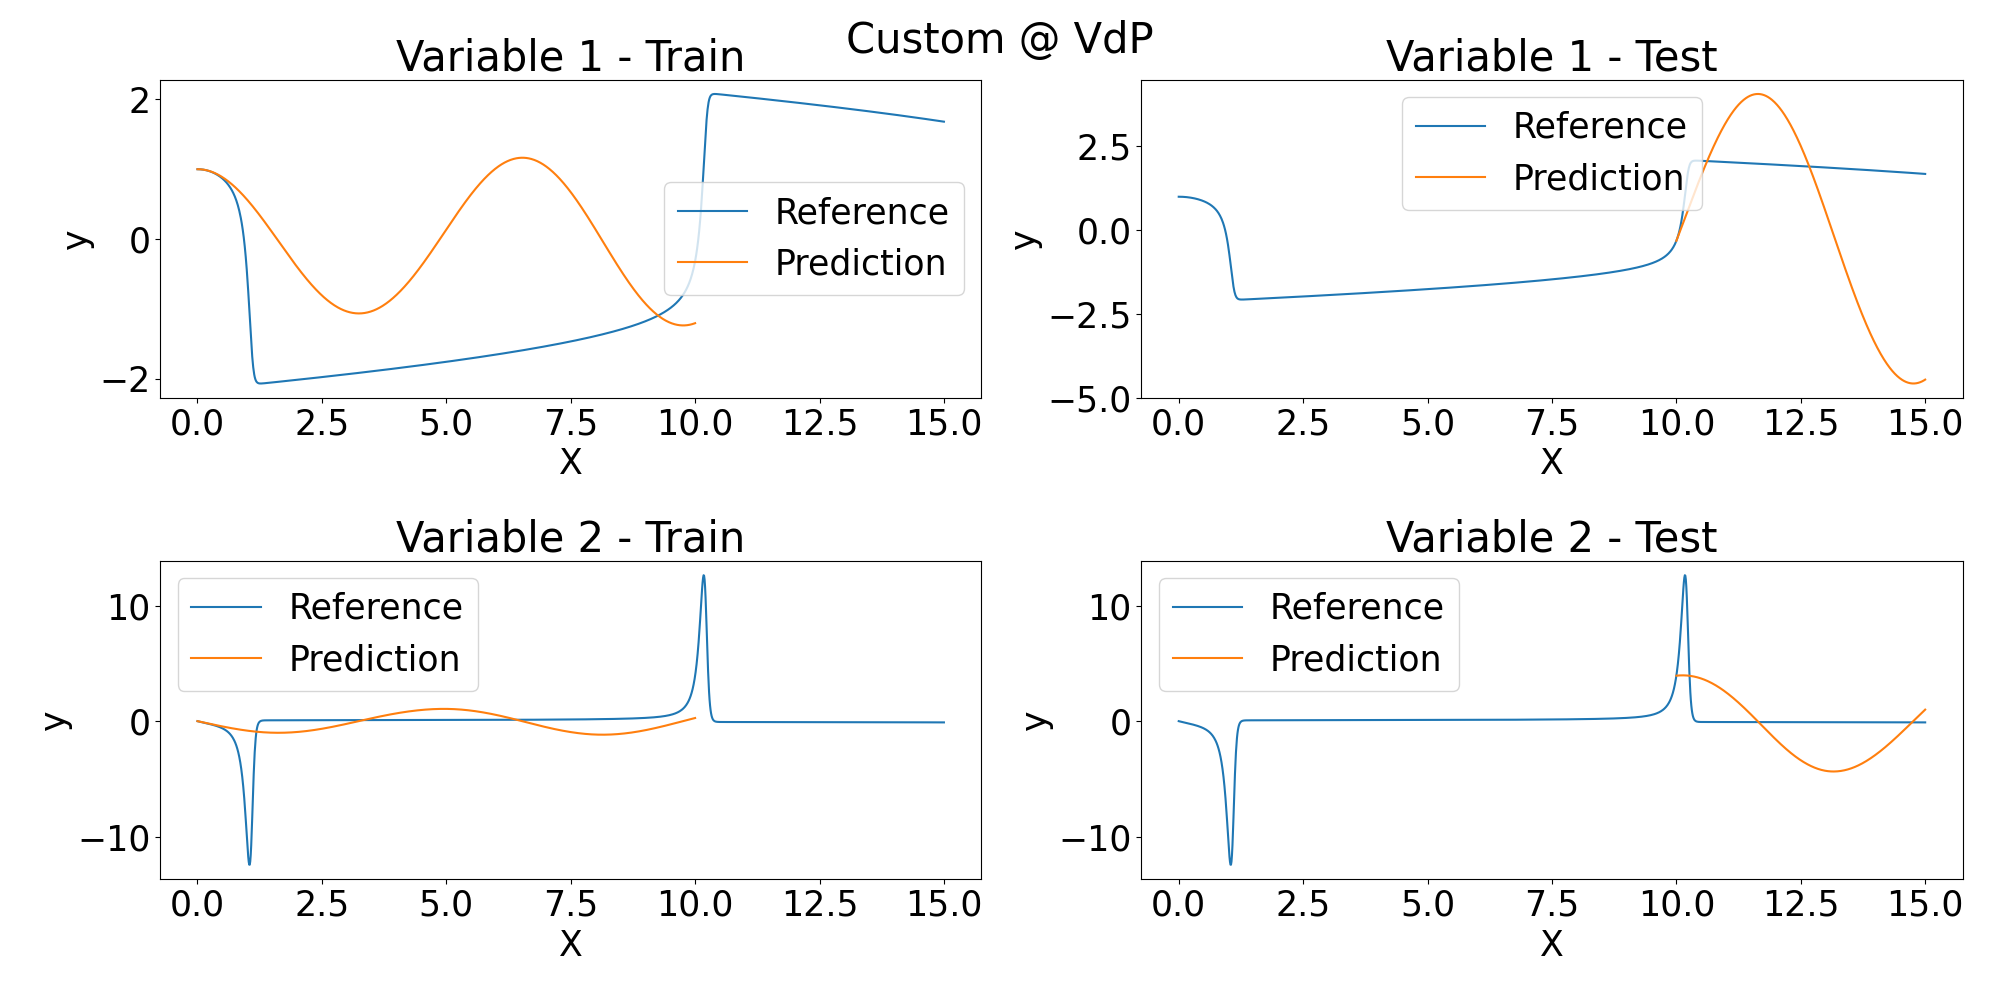 Custom @ VdP
Variable 1 - Train
2
0
−2
y
Reference
Prediction
0.0 2.5 5.0 7.5 10.0 12.5 15.0
X
Variable 1 - Test
2.5
0.0
−2.5
−5.0
y
Reference
Prediction
0.0 2.5 5.0 7.5 10.0 12.5 15.0
X
Variable 2 - Train
10
0
−10
y
Reference
Prediction
0.0 2.5 5.0 7.5 10.0 12.5 15.0
X
Variable 2 - Test
10
0
−10
y
Reference
Prediction
0.0 2.5 5.0 7.5 10.0 12.5 15.0
X